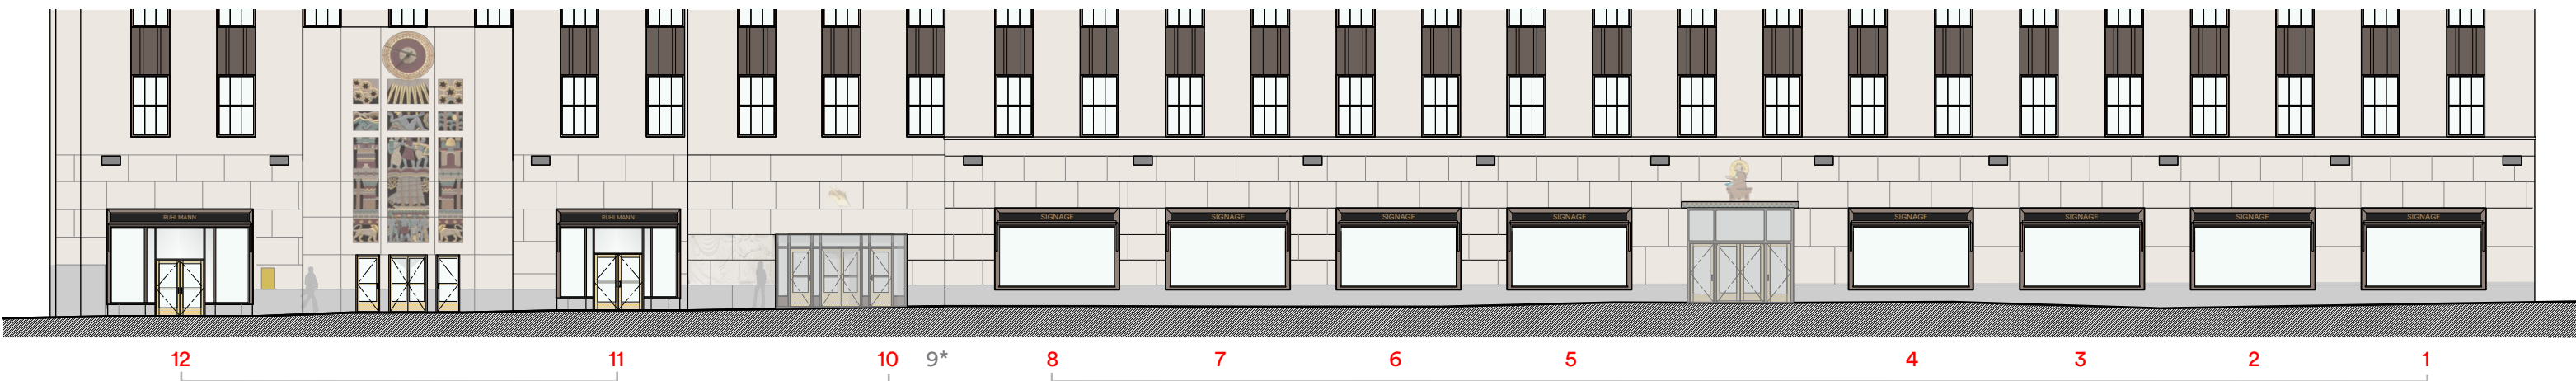 RUHLMANN RUHLMANN SIGNAGE SIGNAGE SIGNAGE SIGNAGE SIGNAGE SIGNAGE SIGNAGE SIGNAGE
12 11 10 9* 8 7 6 5 4 3 2 1